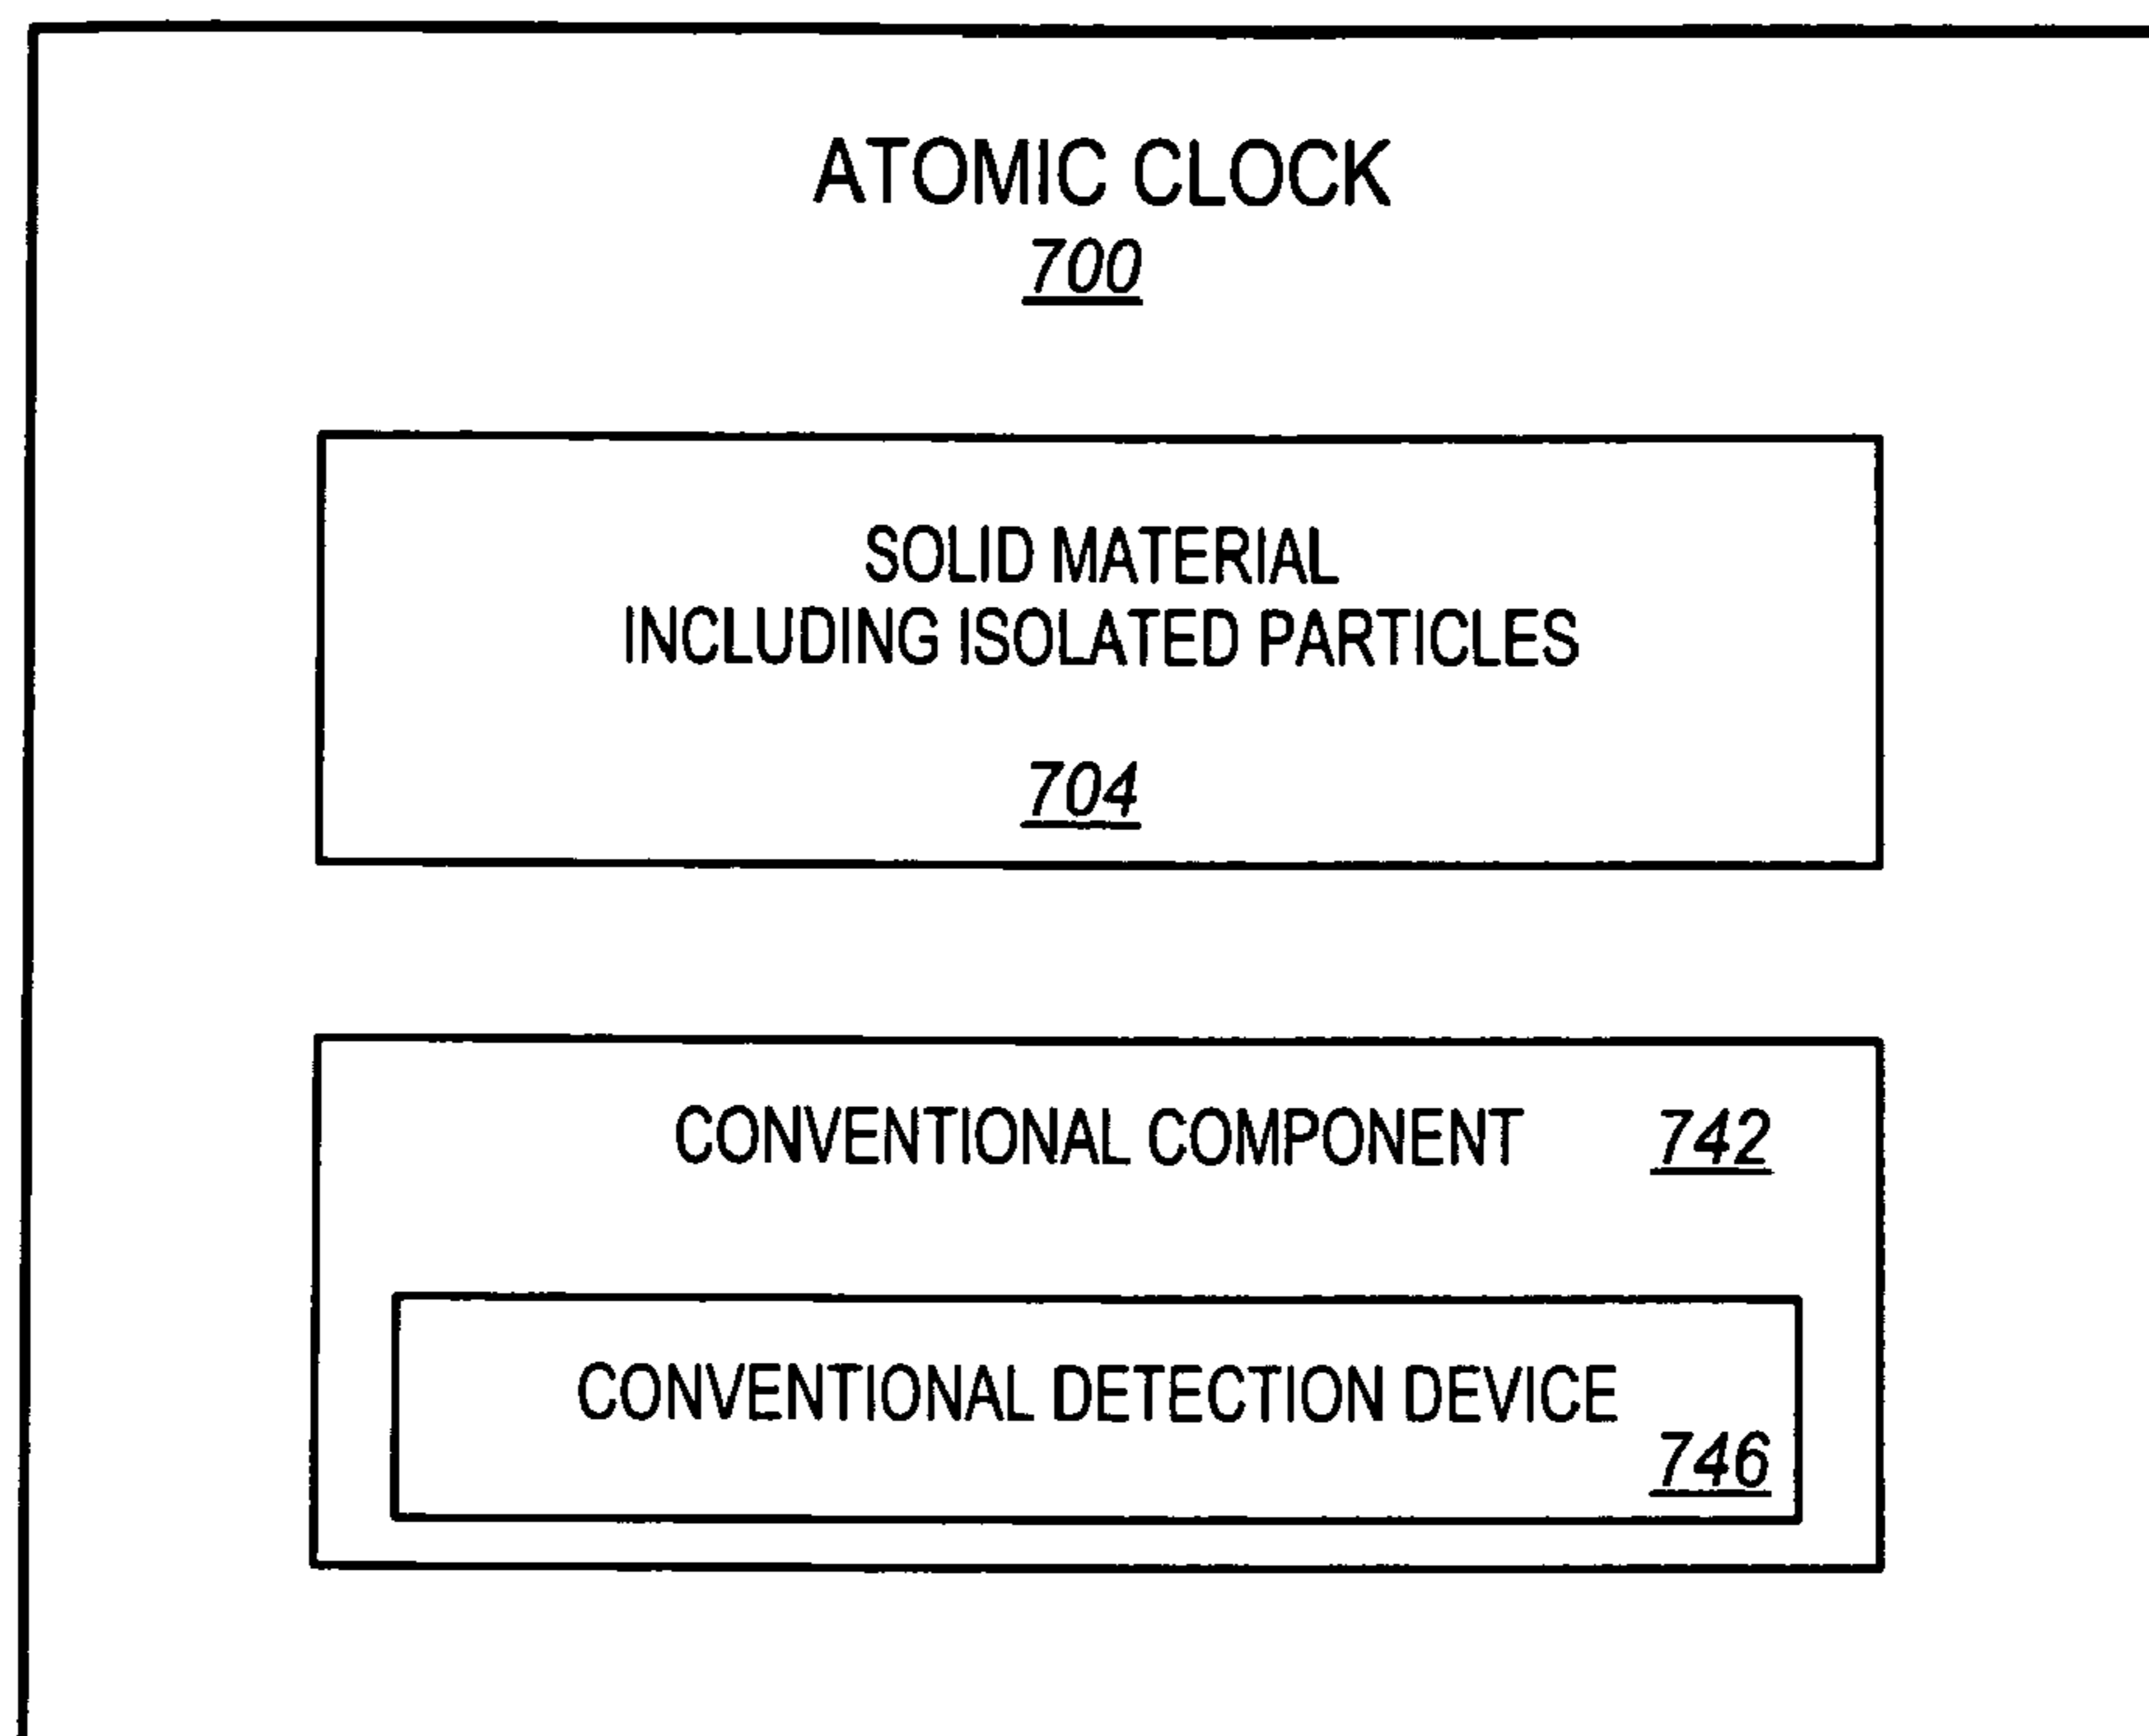 ATOMIC CLOCK
700
SOLID MATERIAL
INCLUDING ISOLATED PARTICLES
704
CONVENTIONAL COMPONENT 742
CONVENTIONAL DETECTION DEVICE
746